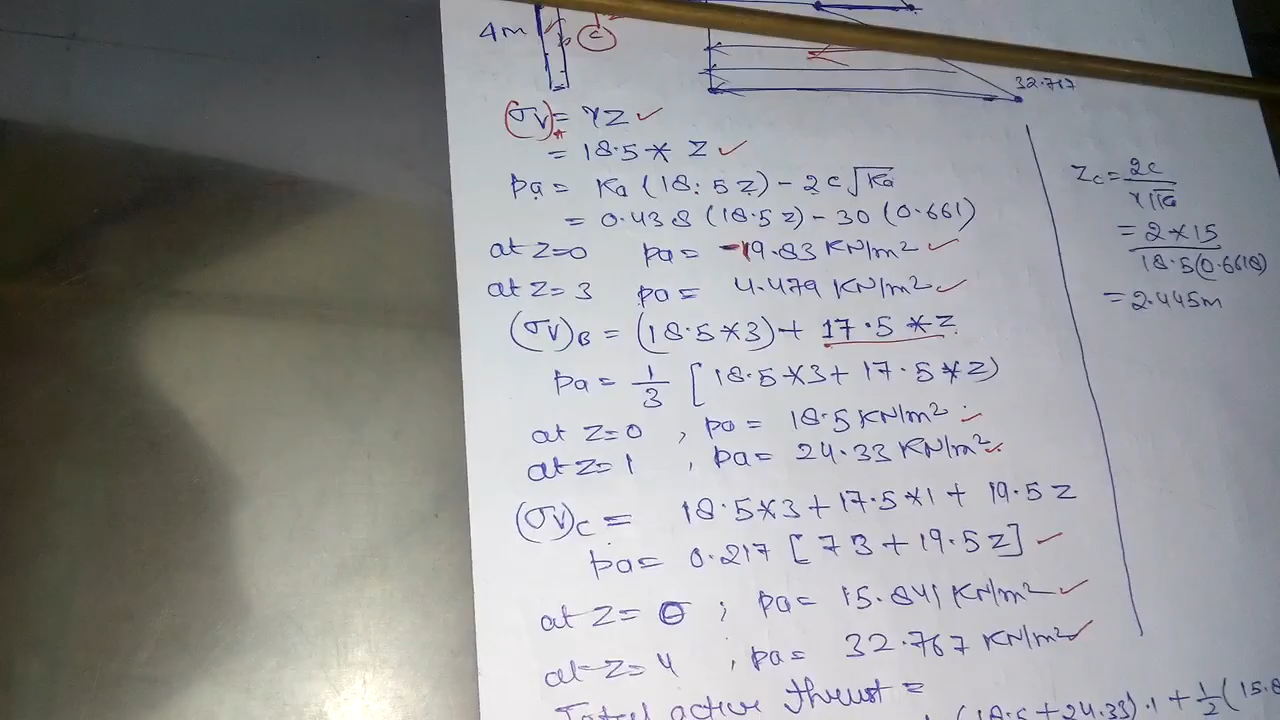 4m
C
32.767
(σv)A = γZ ✓
= 18.5 * Z ✓
pa = Ka (18.5 z) - 2c√Ka
= 0.438 (18.5 z) - 30 (0.661)
at Z=0 pa = -19.83 KN/m² ✓
at Z=3 pa = 4.479 KN/m² ✓
(σv)B = (18.5*3) + 17.5 * Z
pa = 1/3 [18.5*3 + 17.5*Z)
at Z=0 , pa = 18.5 KN/m² ✓
at Z=1 , pa = 24.33 KN/m² ✓
(σv)C = 18.5*3 + 17.5*1 + 19.5 Z
pa = 0.217 [73 + 19.5Z] ✓
at Z=0 ; pa = 15.841 KN/m² ✓
at Z=4 , pa = 32.767 KN/m² ✓
Total active thrust =
(18.5 + 24.33).1 + 1/2 (15.8
Zc = 2c/γ√Ka
= 2*15/18.5(0.6618)
= 2.445m